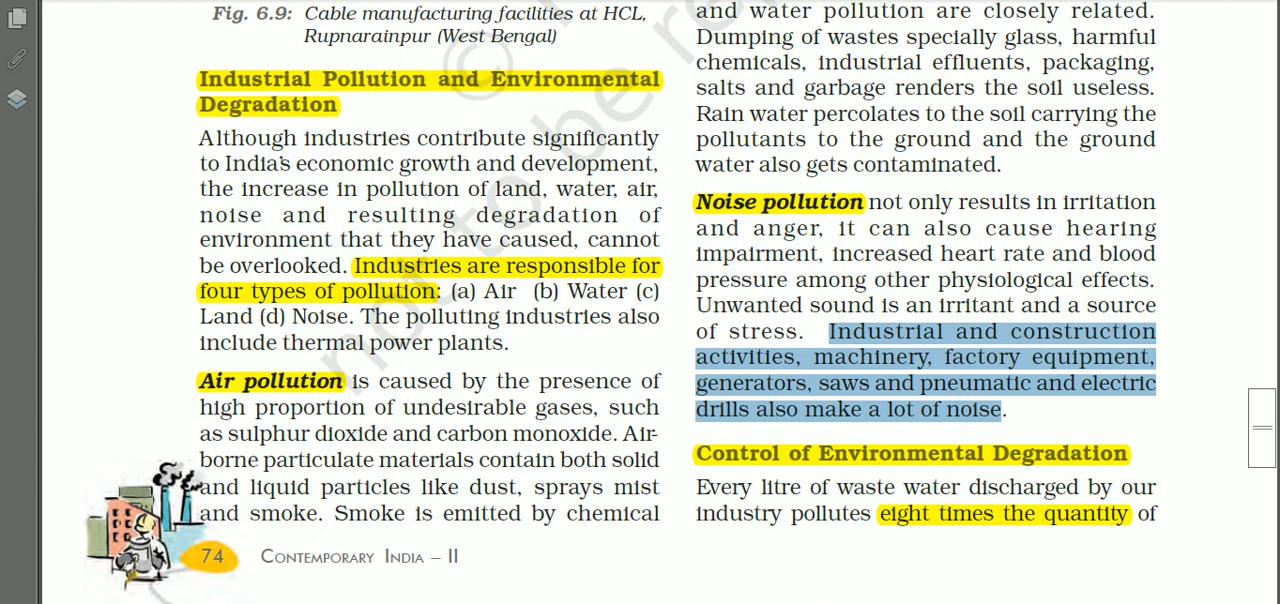 Fig. 6.9: Cable manufacturing facilities at HCL,
Rupnarainpur (West Bengal)
Industrial Pollution and Environmental
Degradation
Although industries contribute significantly
to India's economic growth and development,
the increase in pollution of land, water, air,
noise and resulting degradation of
environment that they have caused, cannot
be overlooked. Industries are responsible for
four types of pollution: (a) Air (b) Water (c)
Land (d) Noise. The polluting industries also
include thermal power plants.
Air pollution is caused by the presence of
high proportion of undesirable gases, such
as sulphur dioxide and carbon monoxide. Air-
borne particulate materials contain both solid
and liquid particles like dust, sprays mist
and smoke. Smoke is emitted by chemical
74 CONTEMPORARY INDIA – II
and water pollution are closely related.
Dumping of wastes specially glass, harmful
chemicals, industrial effluents, packaging,
salts and garbage renders the soil useless.
Rain water percolates to the soil carrying the
pollutants to the ground and the ground
water also gets contaminated.
Noise pollution not only results in irritation
and anger, it can also cause hearing
impairment, increased heart rate and blood
pressure among other physiological effects.
Unwanted sound is an irritant and a source
of stress. Industrial and construction
activities, machinery, factory equipment,
generators, saws and pneumatic and electric
drills also make a lot of noise.
Control of Environmental Degradation
Every litre of waste water discharged by our
industry pollutes eight times the quantity of
© not to be re